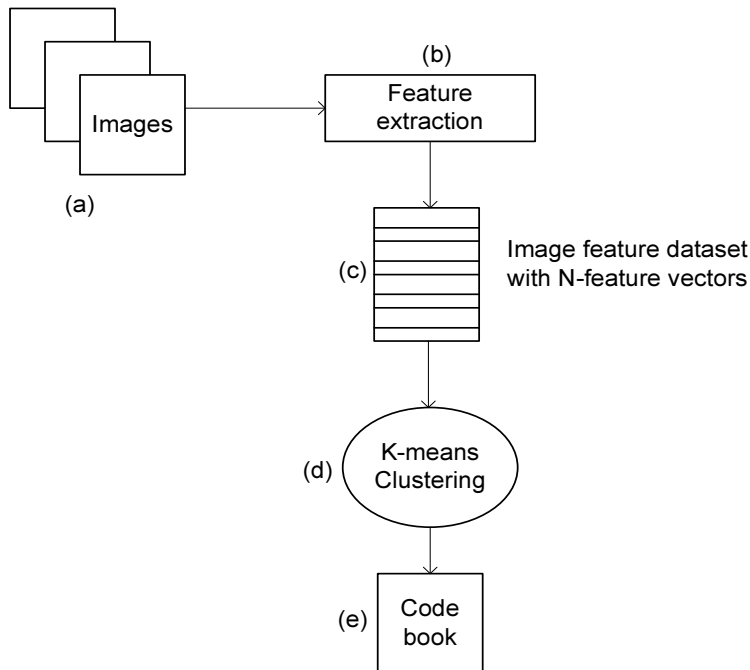 (b)
Images
Feature
extraction
(a)
(c)
Image feature dataset
with N-feature vectors
(d)
K-means
Clustering
(e)
Code
book